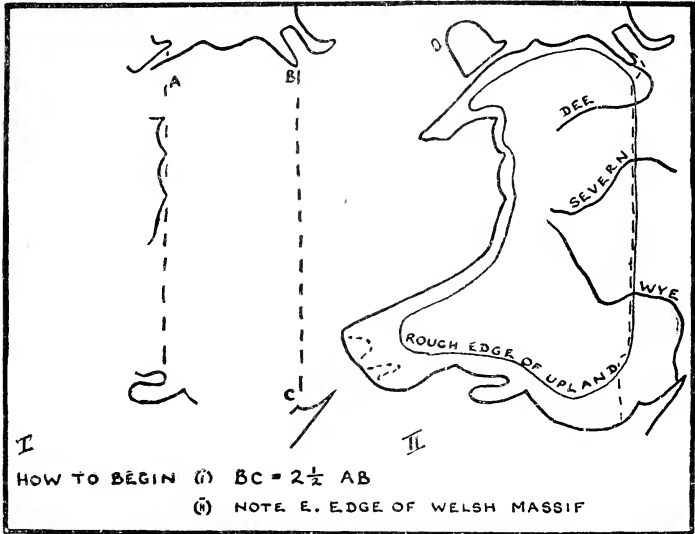 A
B
C
I
D
DEE
SEVERN
WYE
ROUGH EDGE OF UPLAND.
II
HOW TO BEGIN (i) BC = 2½ AB
(ii) NOTE E. EDGE OF WELSH MASSIF